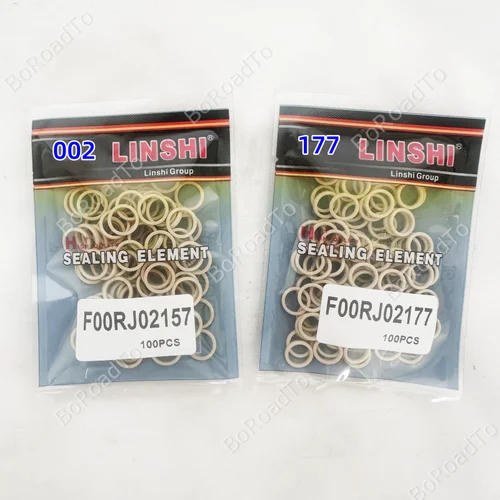 002 LINSHI®
Linshi Group
SEALING ELEMENT
F00RJ02157
100PCS
177 LINSHI®
Linshi Group
SEALING ELEMENT
F00RJ02177
100PCS
BoRoadTo